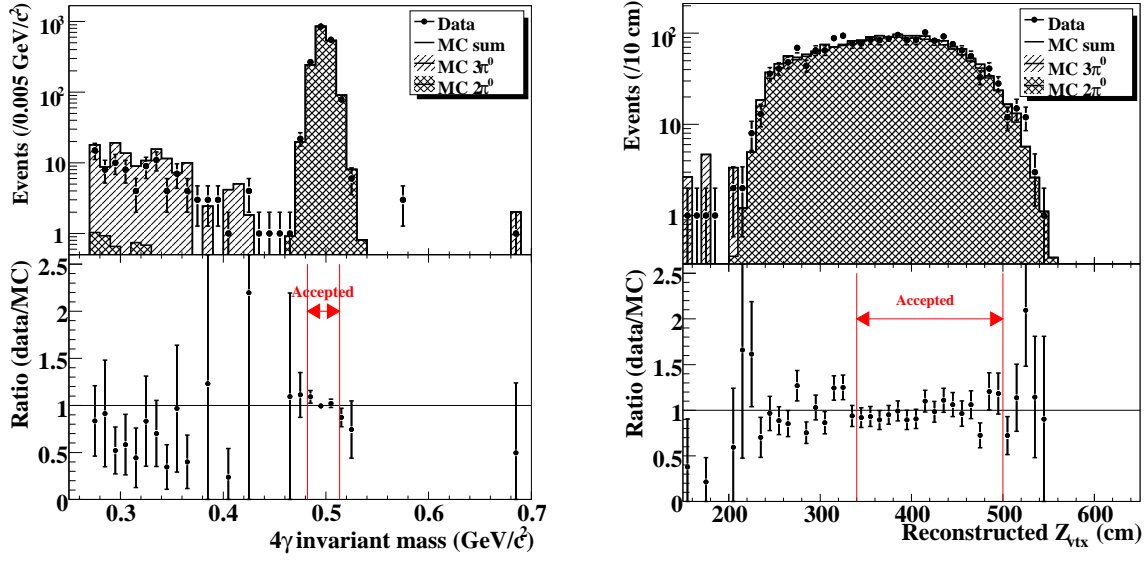 Events (/0.005 GeV/c²)
10³
10²
10
1
Data
MC sum
MC 3π⁰
MC 2π⁰
Ratio (data/MC)
2.5
2
1.5
1
0.5
0
Accepted
0.3 0.4 0.5 0.6 0.7
4γ invariant mass (GeV/c²)
Events (/10 cm)
10²
10
1
Data
MC sum
MC 3π⁰
MC 2π⁰
Ratio (data/MC)
2.5
2
1.5
1
0.5
0
Accepted
200 300 400 500 600
Reconstructed Z_vtx (cm)